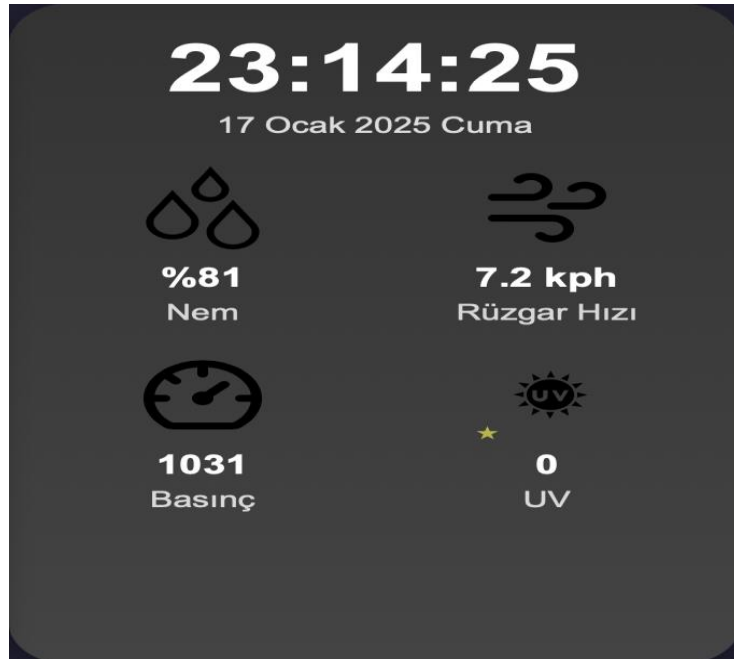 23:14:25
17 Ocak 2025 Cuma
%81
Nem
7.2 kph
Rüzgar Hızı
1031
Basınç
UV
0
UV